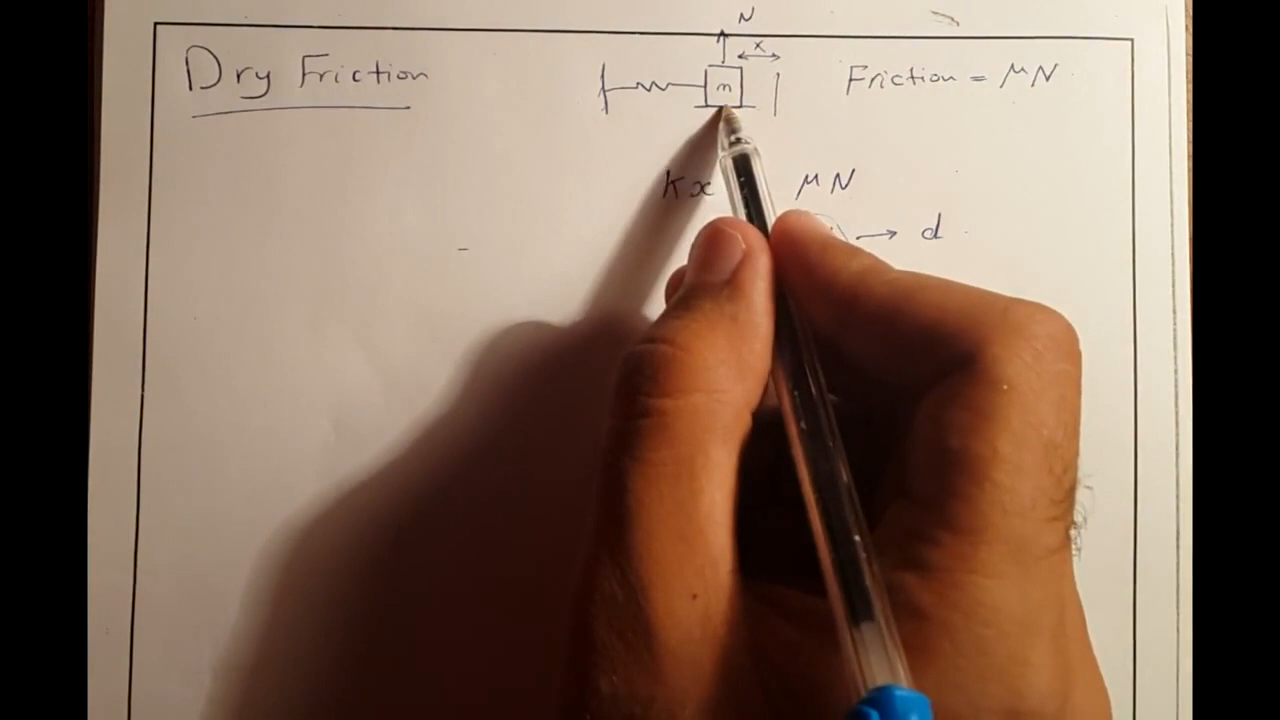 N
x
Dry Friction
m
Friction = μN
kx
μN
→ d